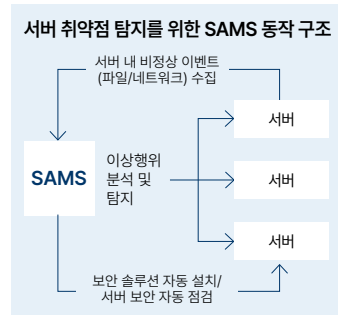 서버 취약점 탐지를 위한 SAMS 동작 구조
서버 내 비정상 이벤트
(파일/네트워크) 수집
서버
SAMS
이상행위
분석 및
탐지
서버
서버
보안 솔루션 자동 설치/
서버 보안 자동 점검